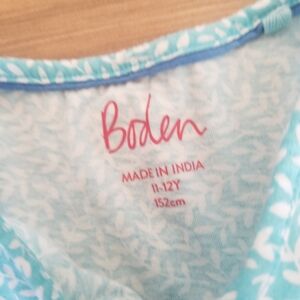 Boden
MADE IN INDIA
11-12Y
152cm